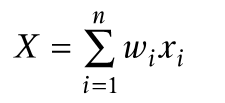 X = \sum_{i=1}^{n} w_i x_i